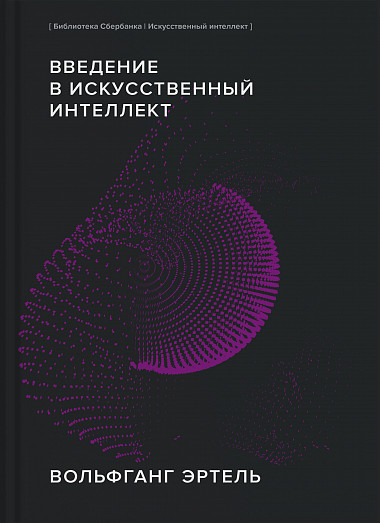 [ Библиотека Сбербанка | Искусственный интеллект ]
ВВЕДЕНИЕ
В ИСКУССТВЕННЫЙ
ИНТЕЛЛЕКТ
ВОЛЬФГАНГ ЭРТЕЛЬ